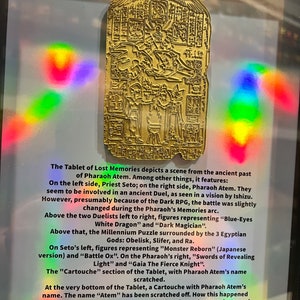 The Tablet of Lost Memories depicts a scene from the ancient past
of Pharaoh Atem. Among other things, it features:
On the left side, Priest Seto; on the right side, Pharaoh Atem. They
seem to be involved in an ancient Duel, as seen in a vision by Ishizu.
However, presumably because of the Dark RPG, the battle was slightly
changed during the Pharaoh's Memories arc.
Above the two Duelists left to right, figures representing "Blue-Eyes
White Dragon" and "Dark Magician".
Above that, the Millennium Puzzle surrounded by the 3 Egyptian
Gods: Obelisk, Slifer, and Ra.
On Seto's left, figures representing "Monster Reborn" (Japanese
version) and "Battle Ox". On the Pharaoh's right, "Swords of Revealing
Light" and "Gaia The Fierce Knight".
The "Cartouche" section of the Tablet, with Pharaoh Atem's name
scratched.
At the very bottom of the Tablet, a Cartouche with Pharaoh Atem's
name. The name "Atem" has been scratched off. How this happened